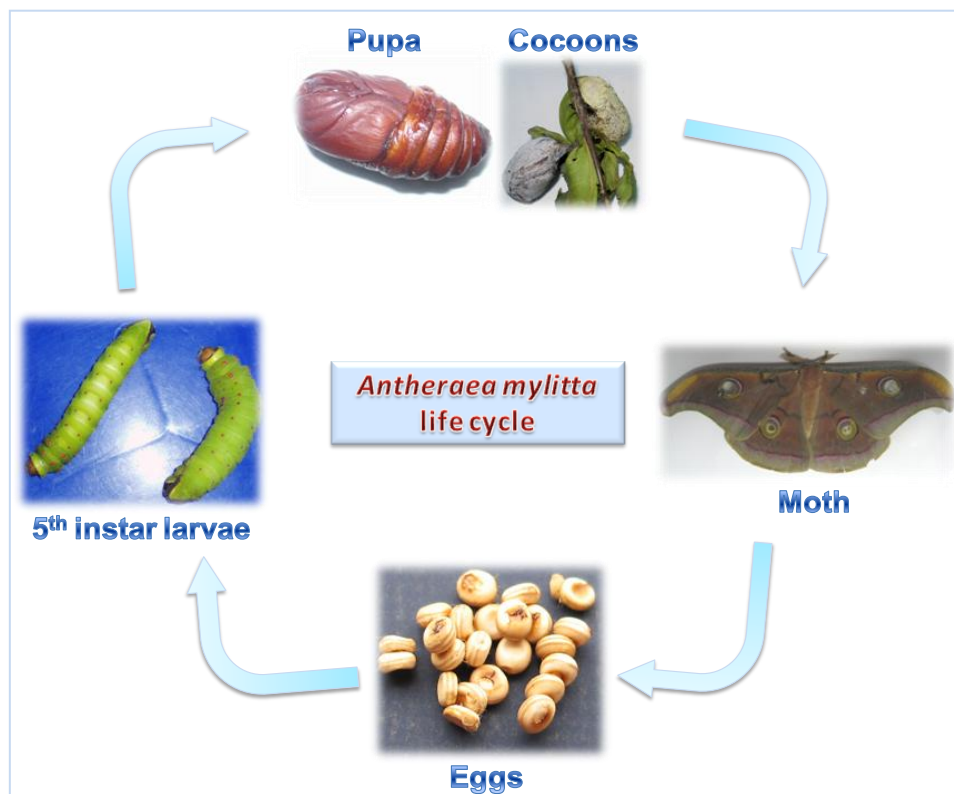 Pupa
Cocoons
Antheraea mylitta
life cycle
Moth
5th instar larvae
Eggs